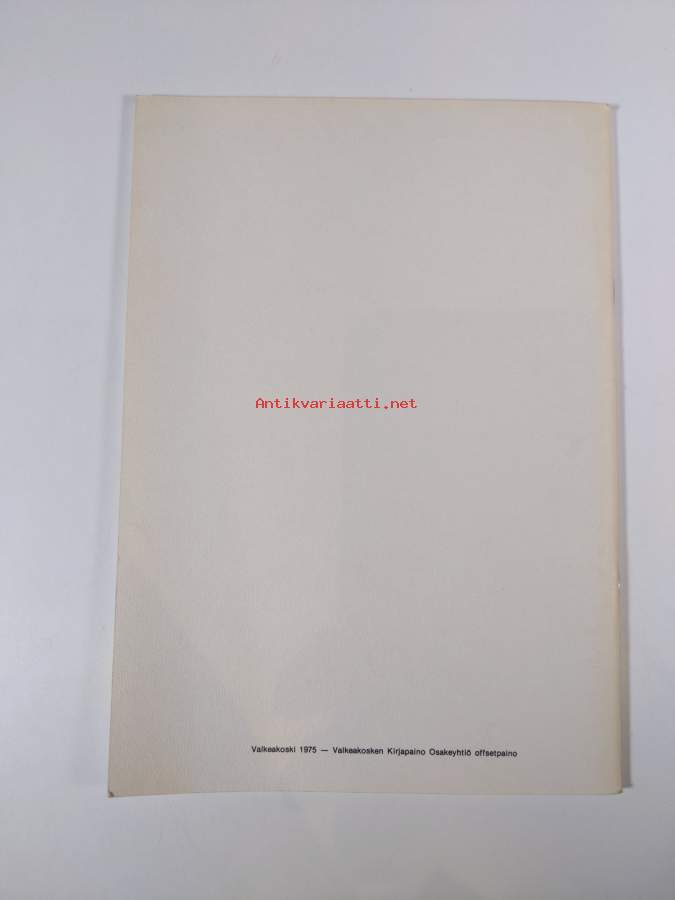 Antikvariaatti.net
Valkeakoski 1975 — Valkeakosken Kirjapaino Osakeyhtiö offsetpaino